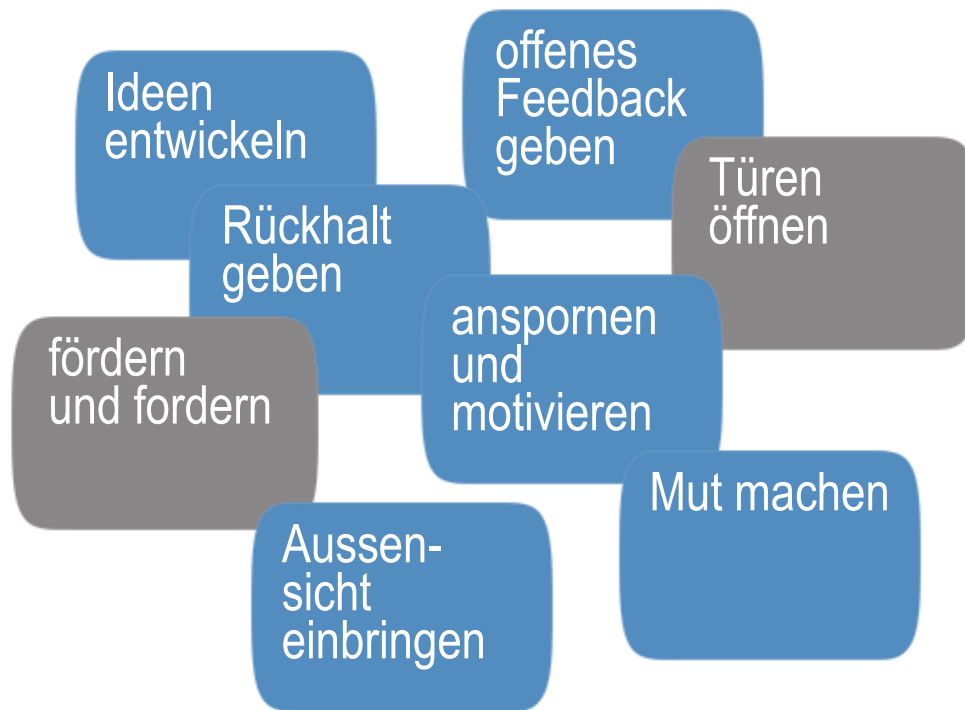 Ideen
entwickeln
offenes
Feedback
geben
Türen
öffnen
Rückhalt
geben
anspornen
und
motivieren
fördern
und fordern
Mut machen
Aussen-
sicht
einbringen